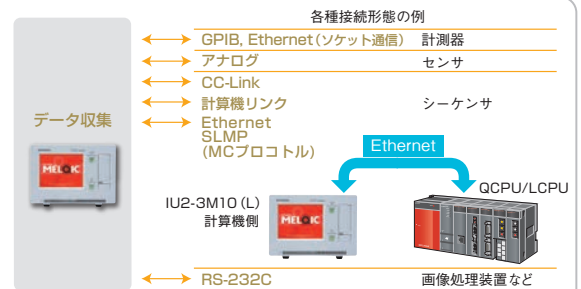 各種接続形態の例
GPIB, Ethernet（ソケット通信） 計測器
アナログ センサ
CC-Link
計算機リンク シーケンサ
データ収集
Ethernet
SLMP
（MCプロコトル）
Ethernet
QCPU/LCPU
IU2-3M10（L）
計算機側
RS-232C 画像処理装置など